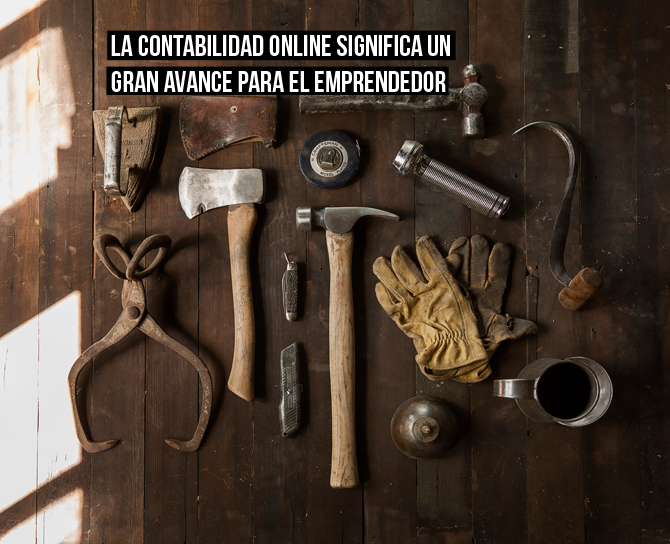 LA CONTABILIDAD ONLINE SIGNIFICA UN
GRAN AVANCE PARA EL EMPRENDEDOR